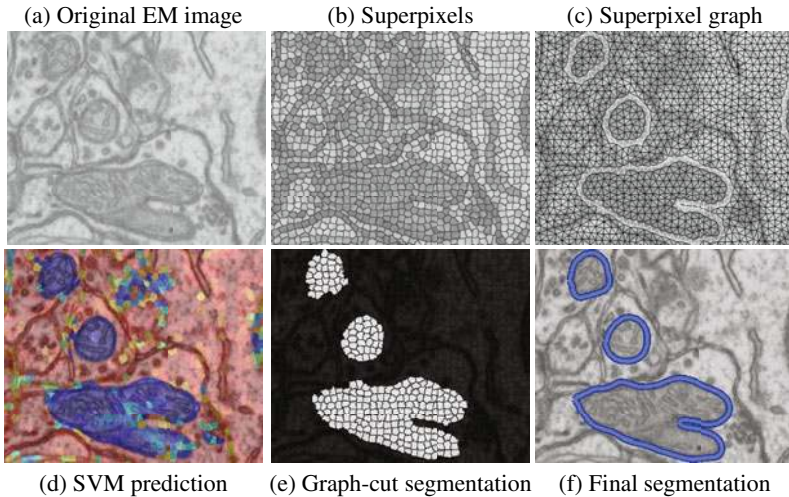 (a) Original EM image
(b) Superpixels
(c) Superpixel graph
(d) SVM prediction
(e) Graph-cut segmentation
(f) Final segmentation